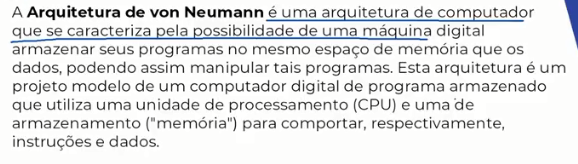 A Arquitetura de von Neumann é uma arquitetura de computador
que se caracteriza pela possibilidade de uma máquina digital
armazenar seus programas no mesmo espaço de memória que os
dados, podendo assim manipular tais programas. Esta arquitetura é um
projeto modelo de um computador digital de programa armazenado
que utiliza uma unidade de processamento (CPU) e uma de
armazenamento ("memória") para comportar, respectivamente,
instruções e dados.